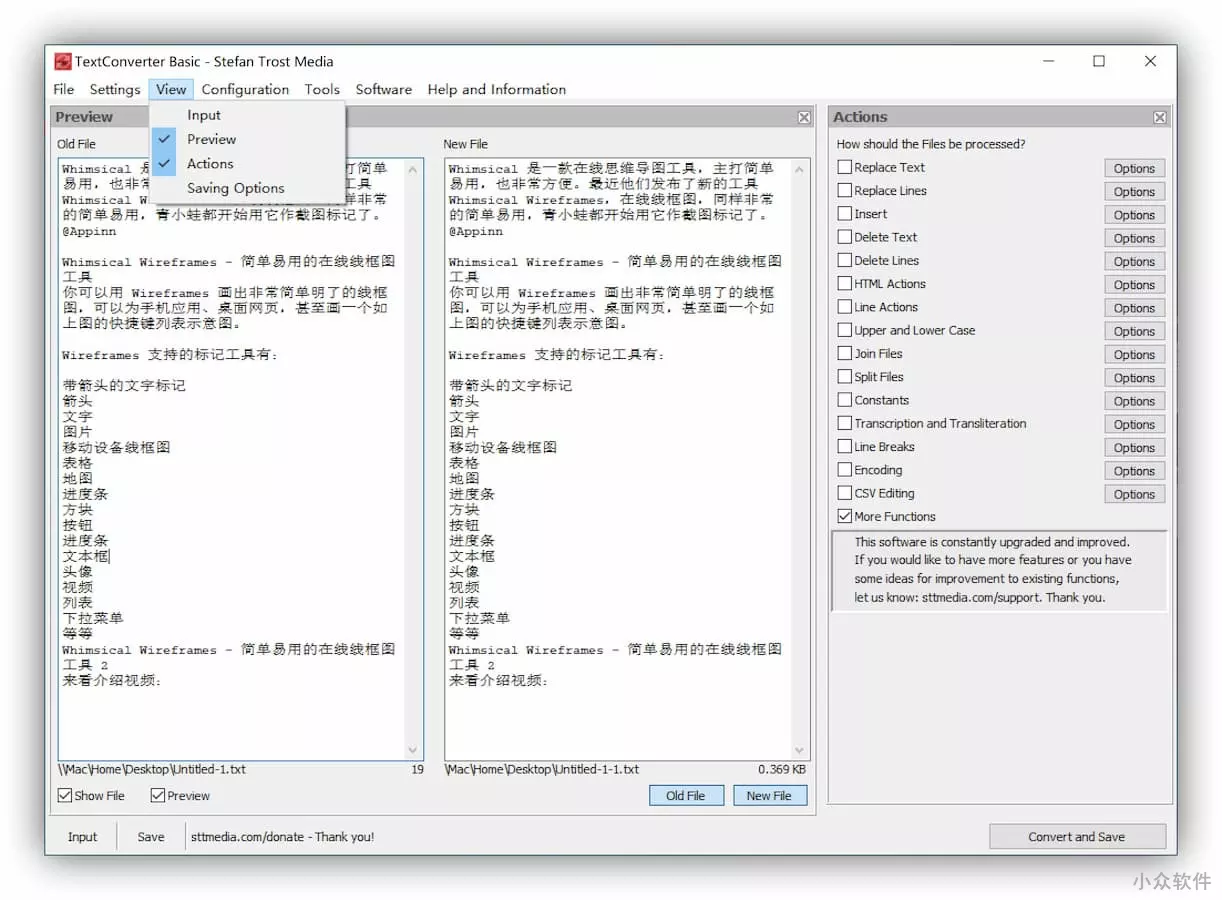 TextConverter Basic - Stefan Trost Media
File Settings View Configuration Tools Software Help and Information
Input
Preview
Actions
Saving Options
Preview
Old File
Whimsical 是 打简单
易用，也非常 工具
Whimsical Wi 样非常
的简单易用，青小蛙都开始用它作截图标记了。
@Appinn
Whimsical Wireframes - 简单易用的在线线框图
工具
你可以用 Wireframes 画出非常简单明了的线框
图，可以为手机应用、桌面网页，甚至画一个如
上图的快捷键列表示意图。
Wireframes 支持的标记工具有：
带箭头的文字标记
箭头
文字
图片
移动设备线框图
表格
地图
进度条
方块
按钮
进度条
文本框
头像
视频
列表
下拉菜单
等等
Whimsical Wireframes - 简单易用的在线线框图
工具 2
来看介绍视频：
\\Mac\Home\Desktop\Untitled-1.txt 19
Show File Preview
New File
Whimsical 是一款在线思维导图工具，主打简单
易用，也非常方便。最近他们发布了新的工具
Whimsical Wireframes，在线线框图，同样非常
的简单易用，青小蛙都开始用它作截图标记了。
@Appinn
Whimsical Wireframes - 简单易用的在线线框图
工具
你可以用 Wireframes 画出非常简单明了的线框
图，可以为手机应用、桌面网页，甚至画一个如
上图的快捷键列表示意图。
Wireframes 支持的标记工具有：
带箭头的文字标记
箭头
文字
图片
移动设备线框图
表格
地图
进度条
方块
按钮
进度条
文本框
头像
视频
列表
下拉菜单
等等
Whimsical Wireframes - 简单易用的在线线框图
工具 2
来看介绍视频：
\Mac\Home\Desktop\Untitled-1-1.txt 0.369 KB
Old File New File
Actions
How should the Files be processed?
Replace Text Options
Replace Lines Options
Insert Options
Delete Text Options
Delete Lines Options
HTML Actions Options
Line Actions Options
Upper and Lower Case Options
Join Files Options
Split Files Options
Constants Options
Transcription and Transliteration Options
Line Breaks Options
Encoding Options
CSV Editing Options
More Functions
This software is constantly upgraded and improved.
If you would like to have more features or you have
some ideas for improvement to existing functions,
let us know: sttmedia.com/support. Thank you.
Input Save sttmedia.com/donate - Thank you! Convert and Save
小众软件